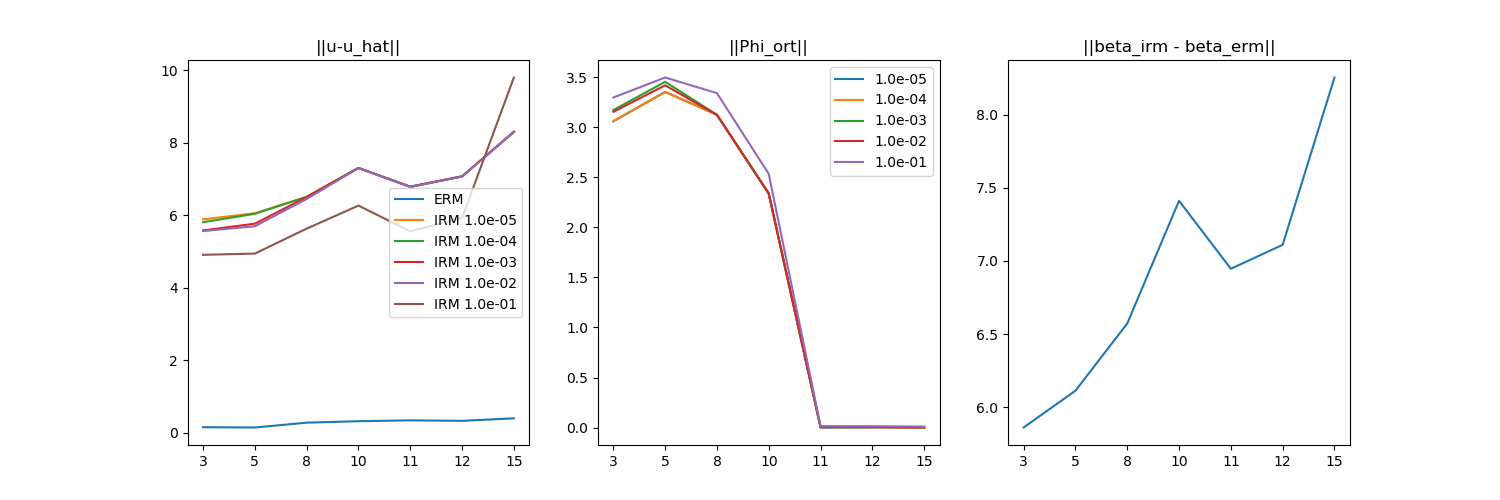 ||u-u_hat||
10
8
6
4
2
0
3 5 8 10 11 12 15
ERM
IRM 1.0e-05
IRM 1.0e-04
IRM 1.0e-03
IRM 1.0e-02
IRM 1.0e-01
||Phi_ort||
3.5
3.0
2.5
2.0
1.5
1.0
0.5
0.0
3 5 8 10 11 12 15
1.0e-05
1.0e-04
1.0e-03
1.0e-02
1.0e-01
||beta_irm - beta_erm||
8.0
7.5
7.0
6.5
6.0
3 5 8 10 11 12 15